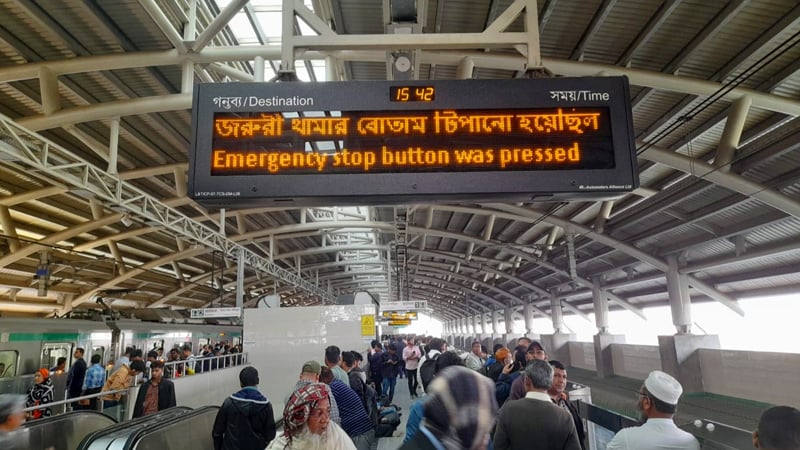 15 42
গন্তব্য/Destination
সময়/Time
জরুরী থামার বোতাম টিপানো হয়েছিল
Emergency stop button was pressed